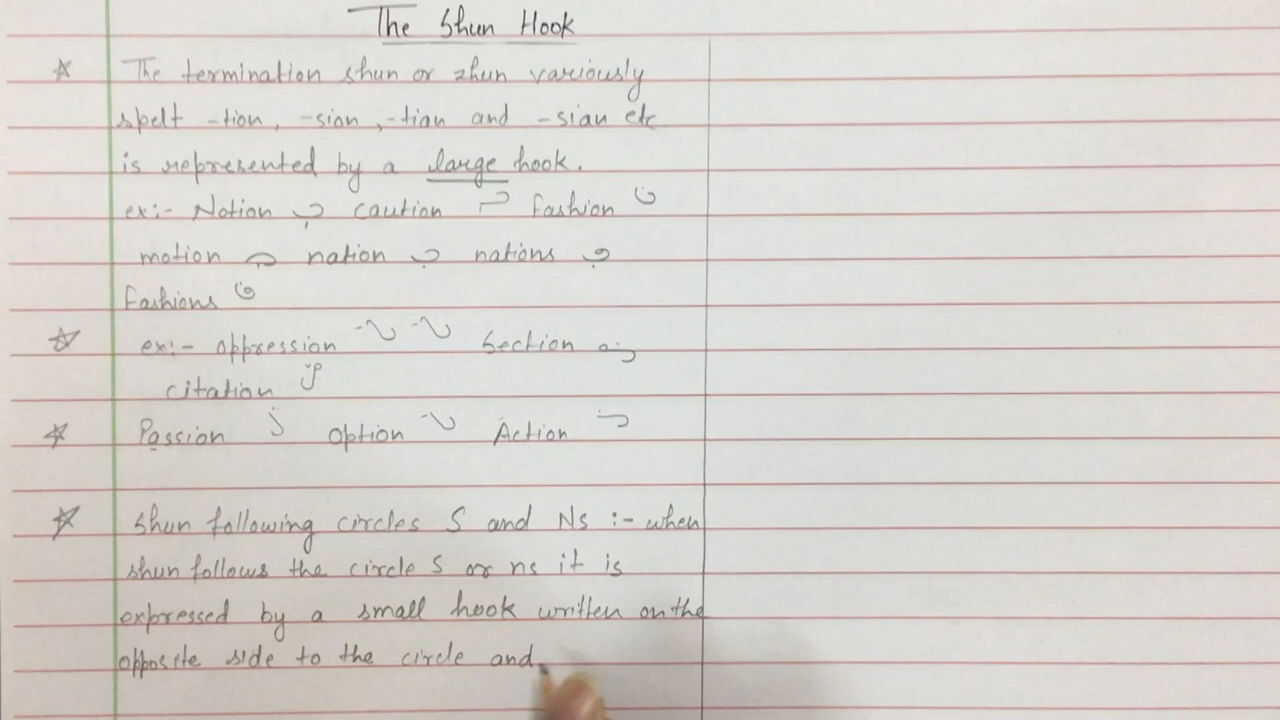 The Shun Hook
The termination shun or zhun variously
spelt -tion, -sion, -tian and -sian etc
is represented by a large hook.
ex:- Notion caution fashion
motion nation nations
fashions
ex:- oppression Section
citation
Passion Option Action
Shun following circles S and Ns :- when
shun follows the circle S or ns it is
expressed by a small hook written on the
opposite side to the circle and